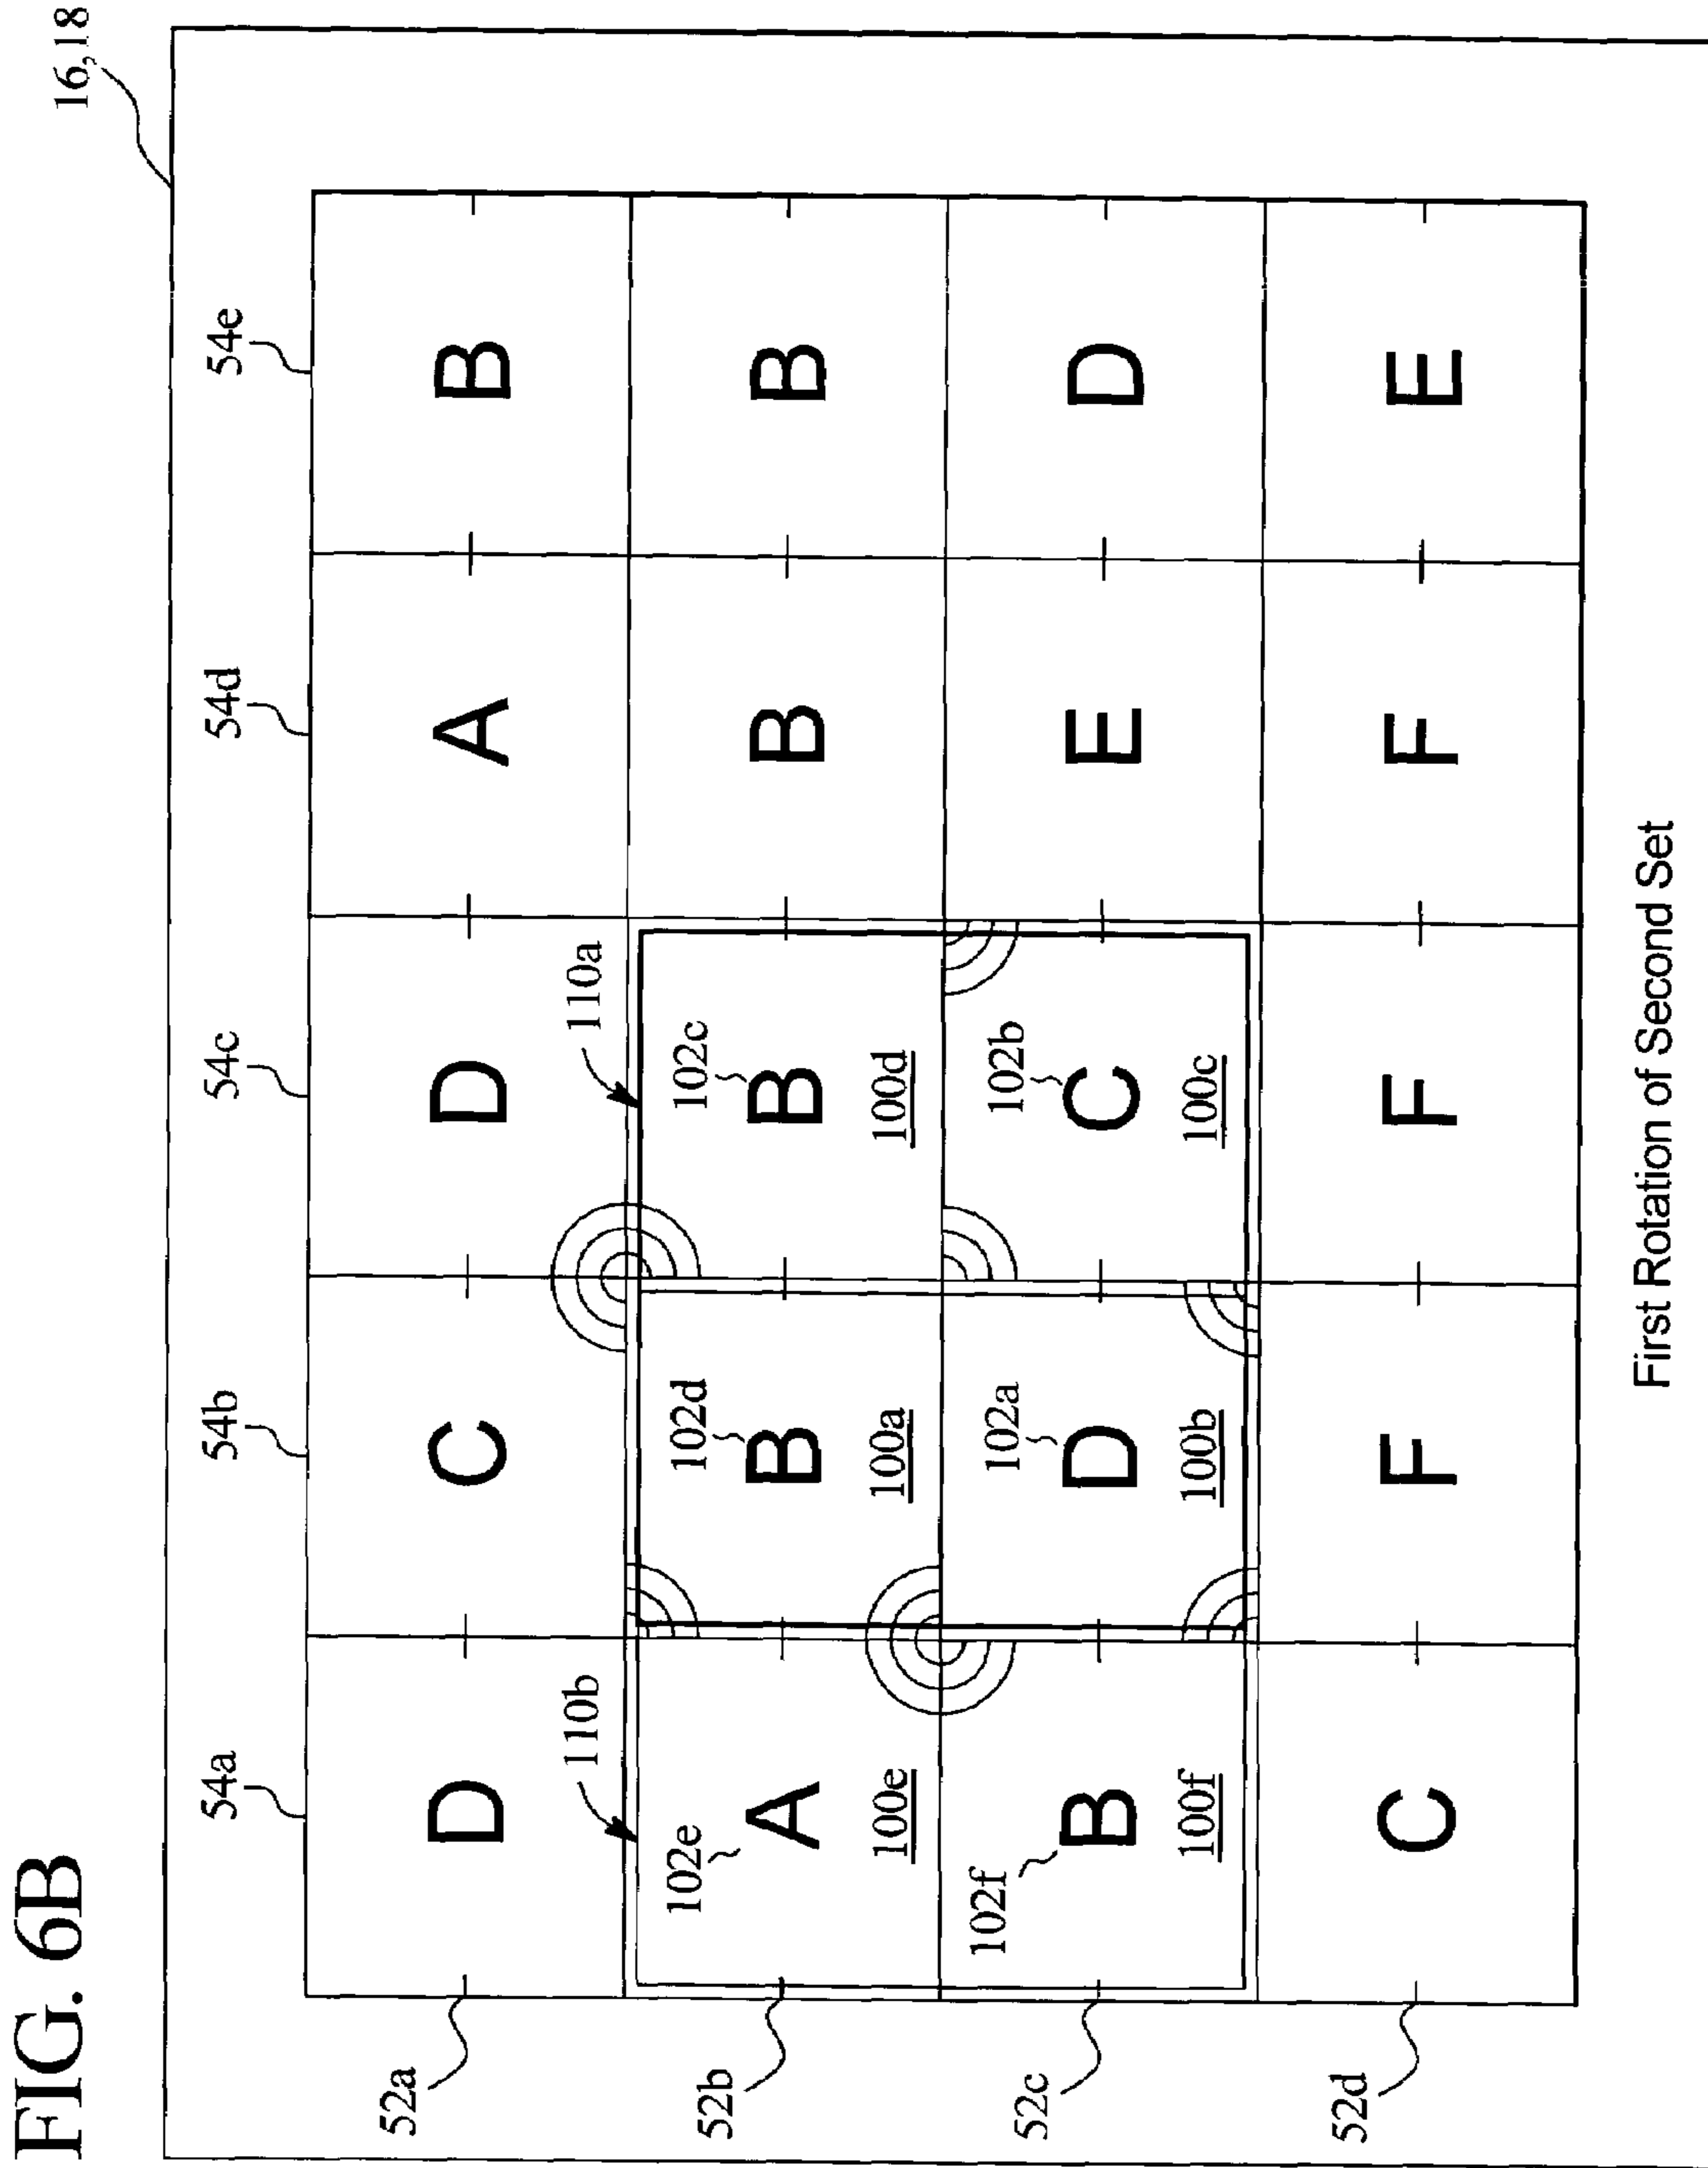 FIG. 6B
16,18
54a 54b 54c 54d 54e
52a D C D A B
110b 110a
102e 102d 102c
52b A B B B B
100e 100a 100d
102f 102a 102b
52c B D C E D
100f 100b 100c
52d C F F F E
First Rotation of Second Set